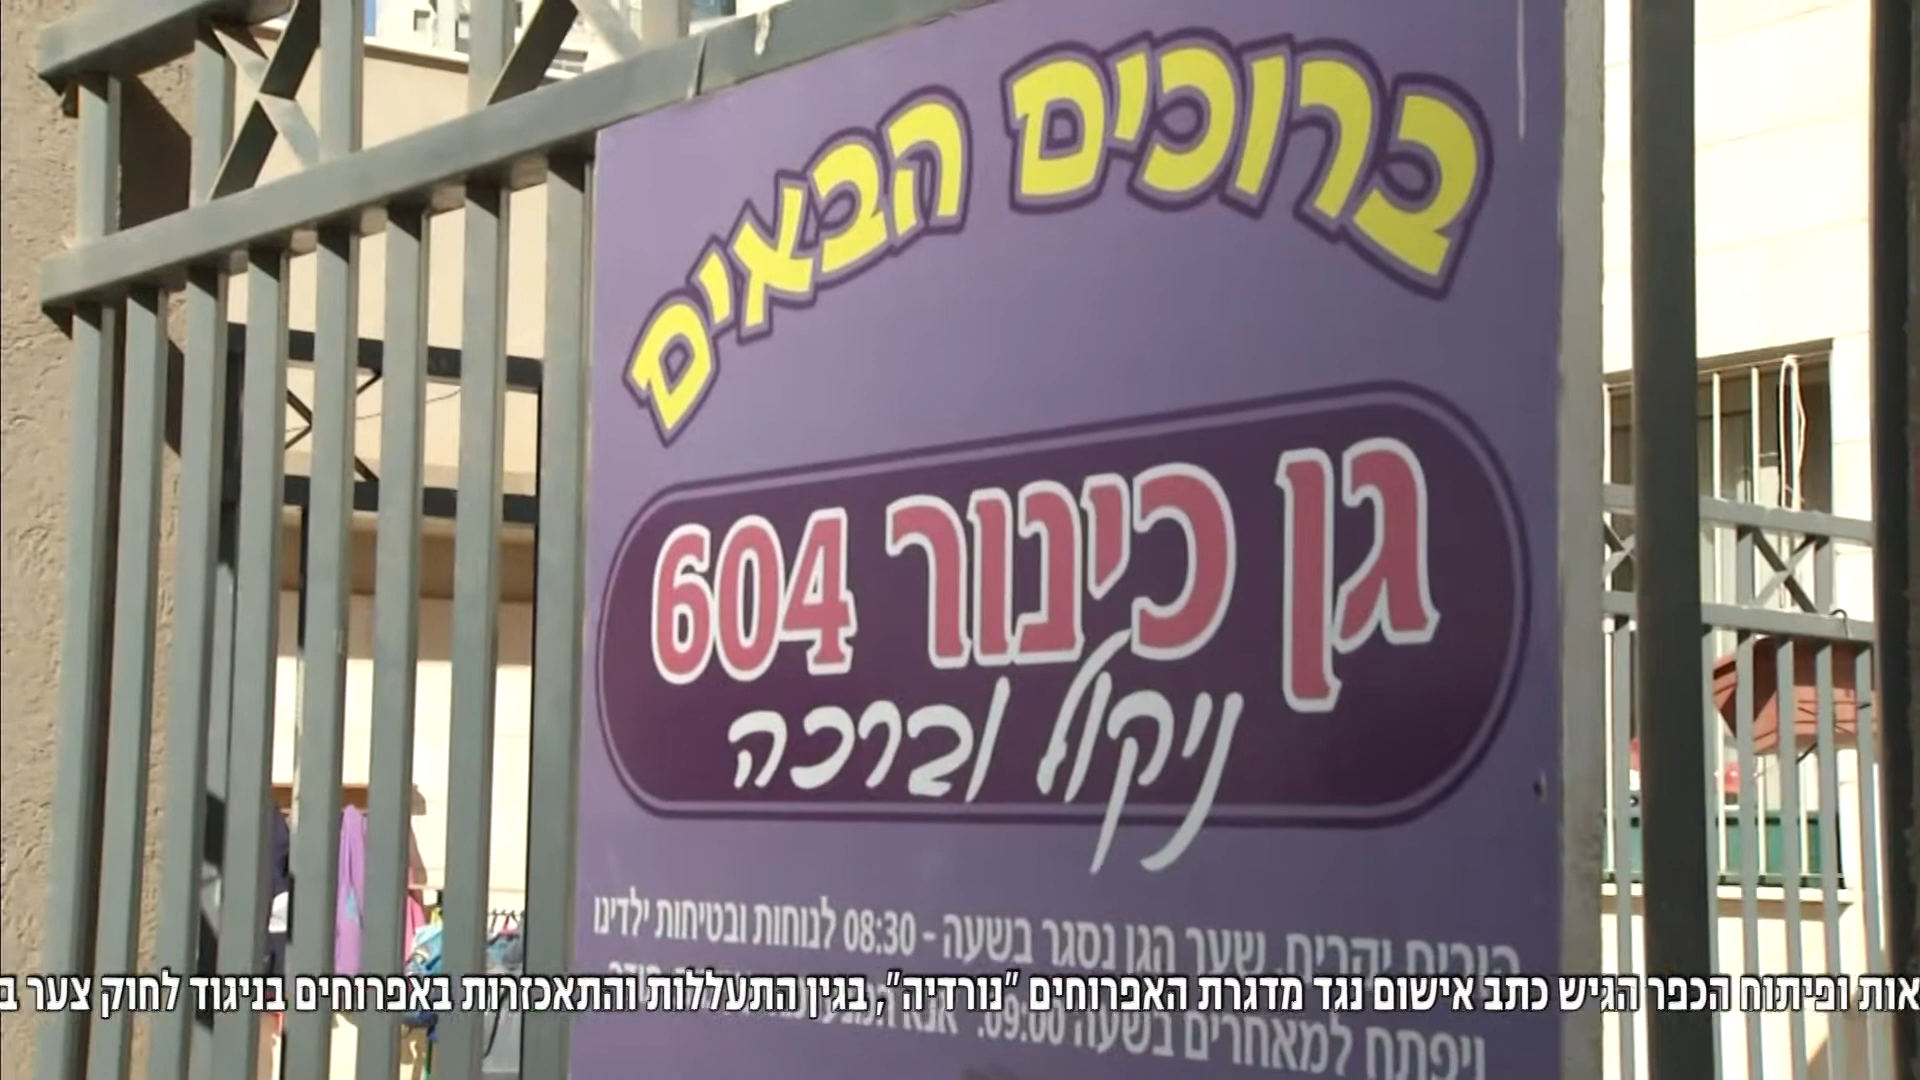 ברוכים הבאים
גן כינור 604
ניקול וברכה
הורים יקרים, שער הגן נסגר בשעה - 08:30 לנוחות ובטיחות ילדינו
ויפתח למאחרים בשעה 09:00. אנא
אות ופיתוח הכפר הגיש כתב אישום נגד מדגרת האפרוחים "נורדיה", בגין התעללות והתאכזרות באפרוחים בניגוד לחוק צער ב